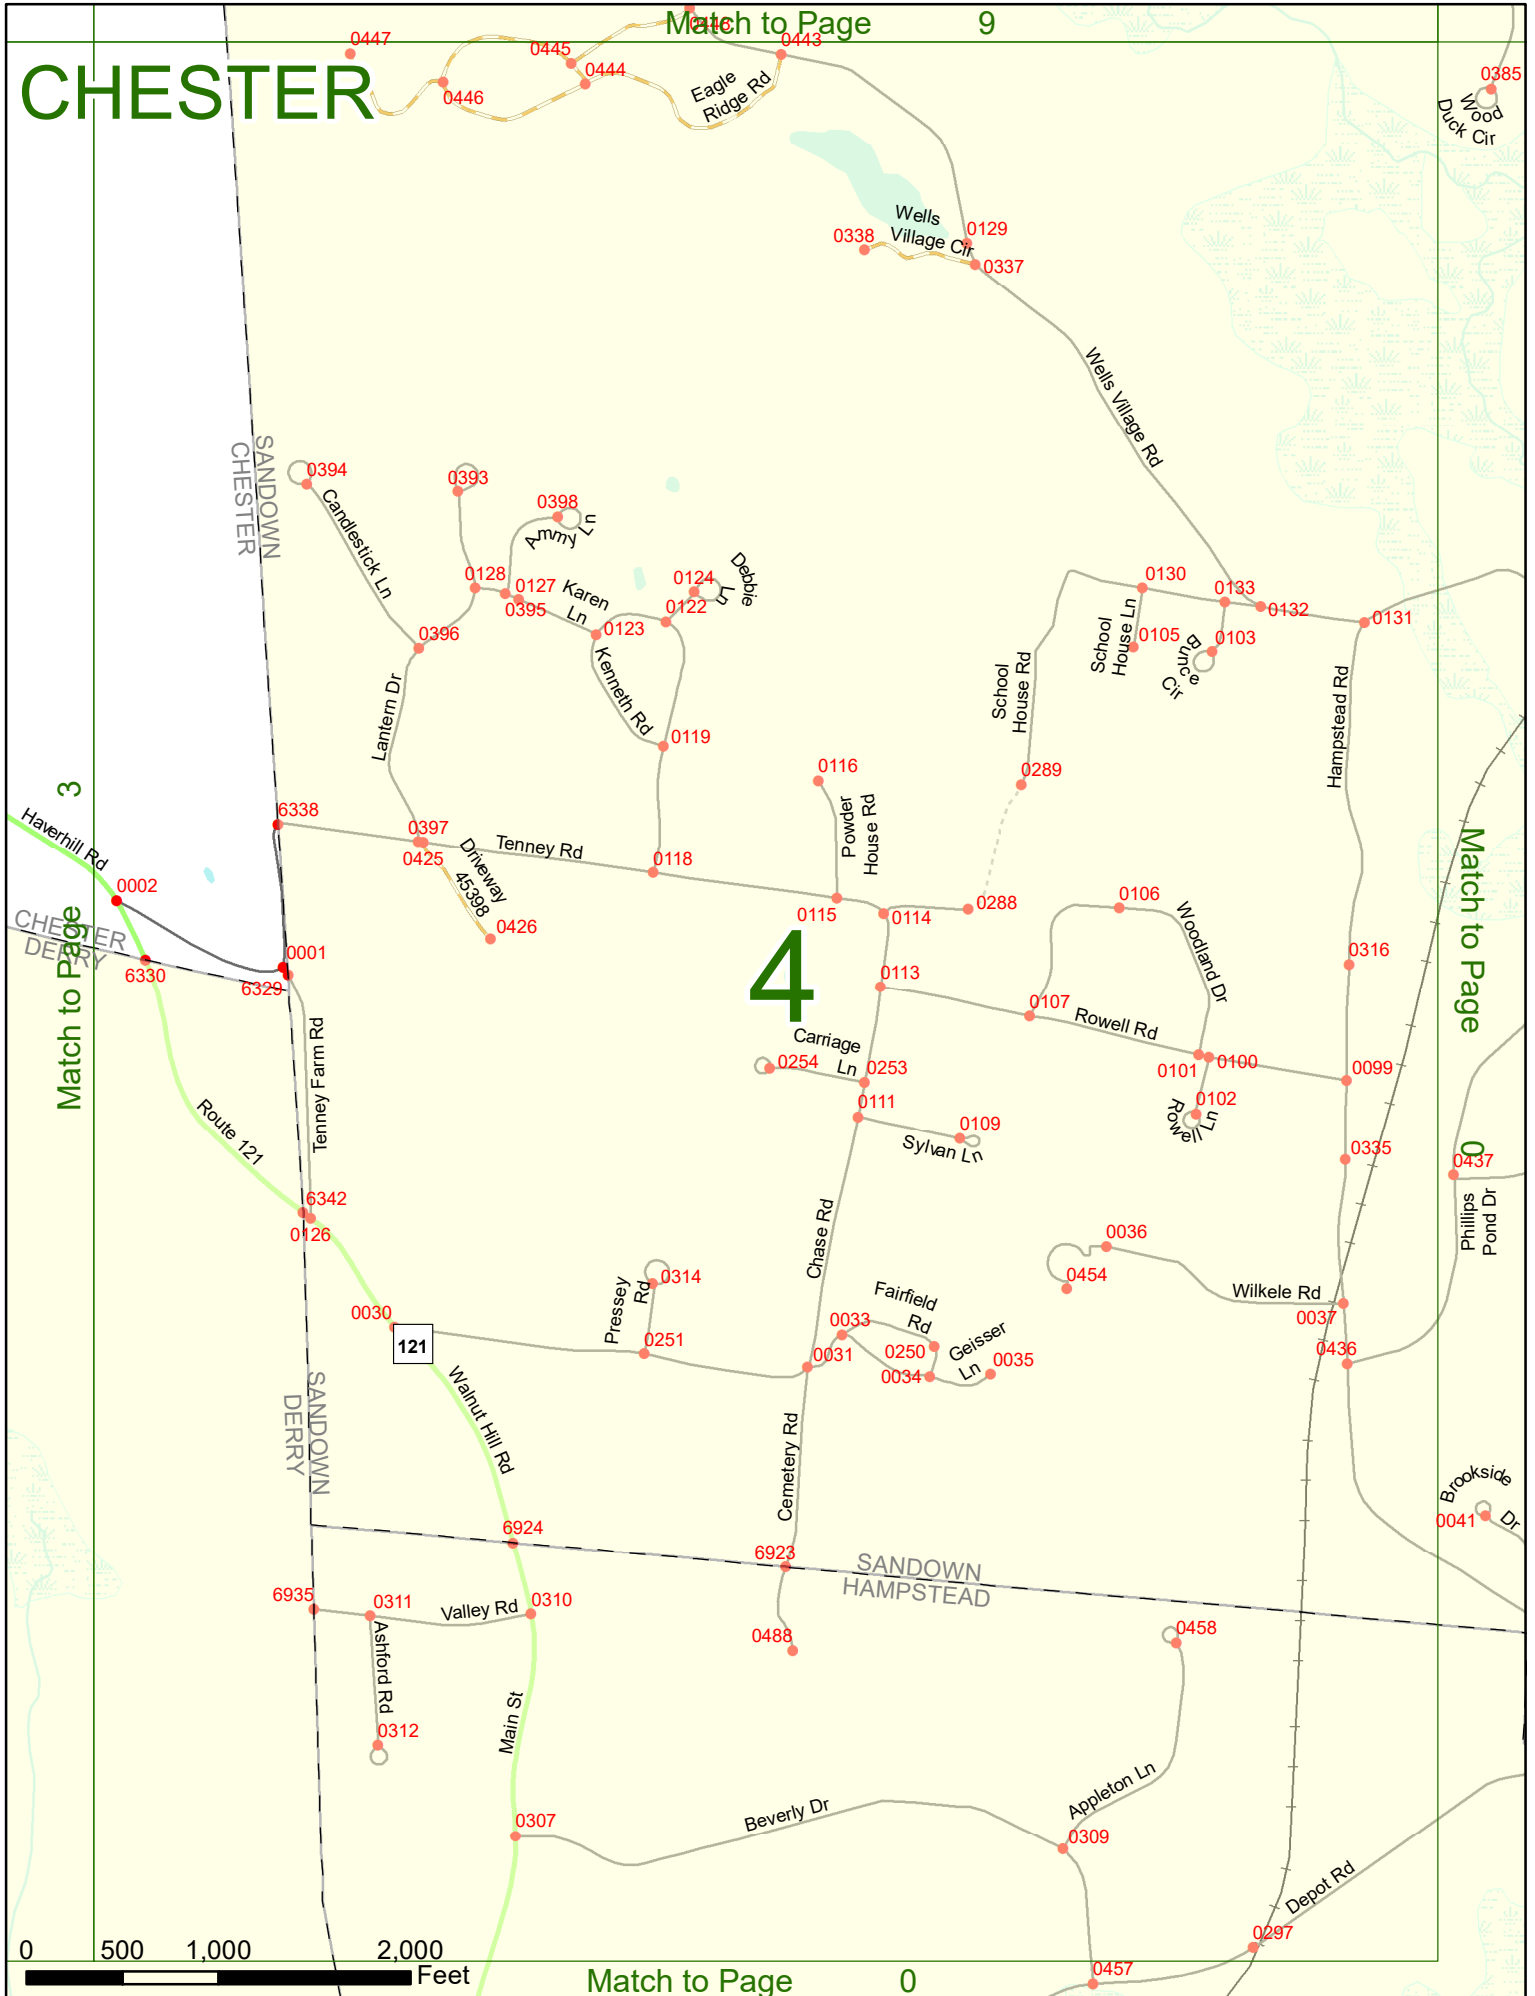 Match to Page 9
0448
0447
0445
0443
0444
0446
CHESTER
Eagle
Ridge Rd
0385
Wood
Duck Cir
Wells
Village Cir
0338
0129
0337
Wells Village Rd
SANDOWN
CHESTER
0394
0393
0398
Candlestick Ln
Ammy Ln
Debbie
Ln
0128
0127
0395
Karen
Ln
0124
0122
0123
0396
Kenneth Rd
Lantern Dr
0119
0130
0133
0132
0131
School
House Ln
0105
0103
Bunce
Cir
School
House Rd
Hampstead Rd
0116
0289
Powder
House Rd
Match to Page 3
Haverhill Rd
6338
0397
0425
Tenney Rd
Driveway
45398
0118
0002
0426
0115
0114
0288
0106
Woodland Dr
CHESTER
DERRY
6330
0001
6329
4
0113
0107
Rowell Rd
0316
Match to Page 0
Tenney Farm Rd
Carriage
Ln
0254
0253
0101
0100
0099
0111
0109
Sylvan Ln
0102
Rowell Ln
Route 121
0335
0437
Phillips
Pond Dr
6342
0126
Chase Rd
0036
0454
Wilkele Rd
0037
0436
0314
Pressey
Rd
0251
0030
121
Fairfield
Rd
0033
0031
0250
0034
Geisser
Ln
0035
Walnut Hill Rd
SANDOWN
DERRY
Cemetery Rd
Brookside
Dr
0041
6924
6923
SANDOWN
HAMPSTEAD
6935
0311
Valley Rd
0310
Ashford Rd
0312
0488
0458
Main St
Appleton Ln
0307
Beverly Dr
0309
Depot Rd
0297
0457
0 500 1,000 2,000
Feet
Match to Page 0